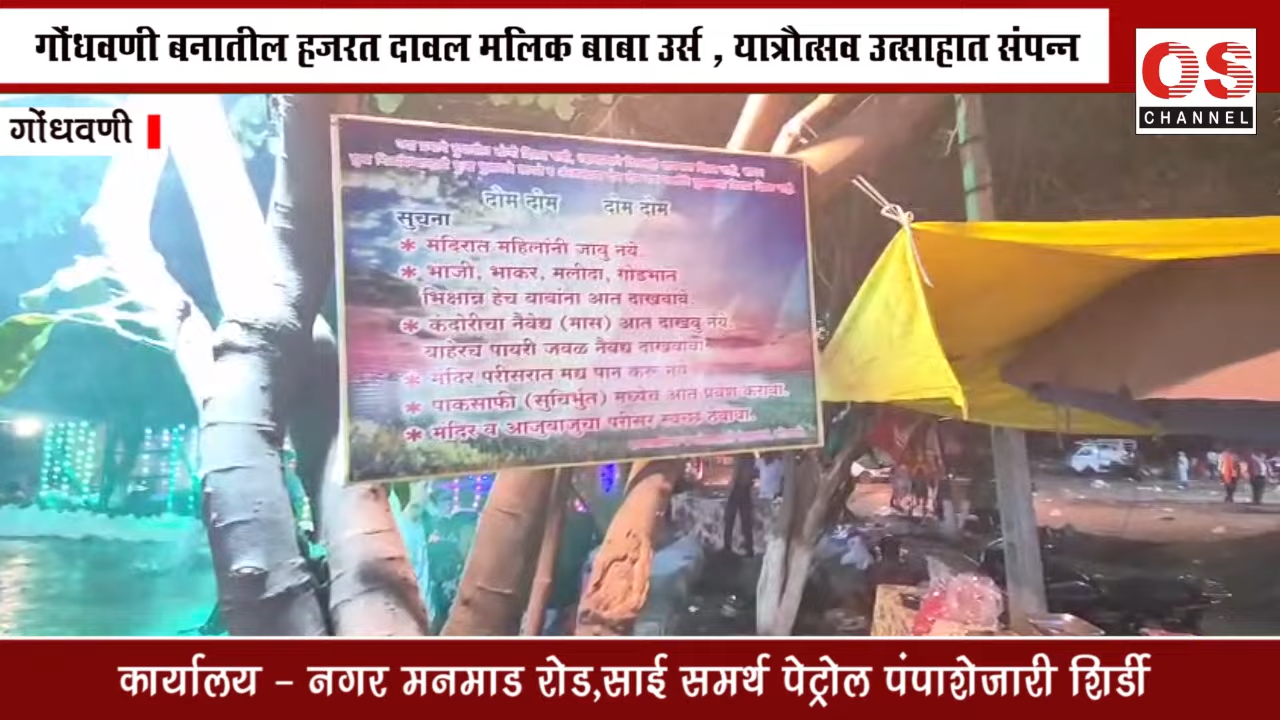 गोंधवणी बनातील हजरत दावल मलिक बाबा उर्स , यात्रौत्सव उत्साहात संपन्न
OS
CHANNEL
गोंधवणी
दोम दोम दोम दोम
सुचना
* मंदिरात महिलांनी जावु नये.
* भाजी, भाकर, मलीदा, गोडभात
भिक्षान्न हेच बाबांना आत दाखवावे.
* कंदोरीचा नैवेद्य (मास) आत दाखवु नये.
बाहेरच पायरी जवळ नैवद्य दाखवावा
* मंदिर परीसरात मद्य पान करू नये
* पाकसाफी (सुचिर्भुत) मध्येच आत प्रवेश करावा.
* मंदिर व आजुबाजुचा परीसर स्वच्छ ठेवावा.
कार्यालय - नगर मनमाड रोड,साई समर्थ पेट्रोल पंपाशेजारी शिर्डी